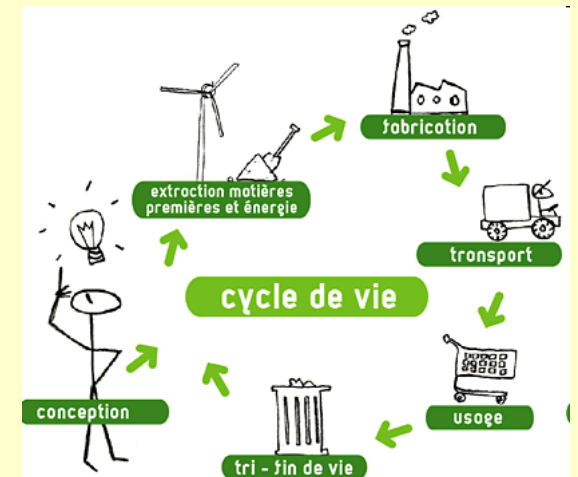 fabrication
extraction matières
premières et énergie
transport
cycle de vie
conception
usage
tri - fin de vie